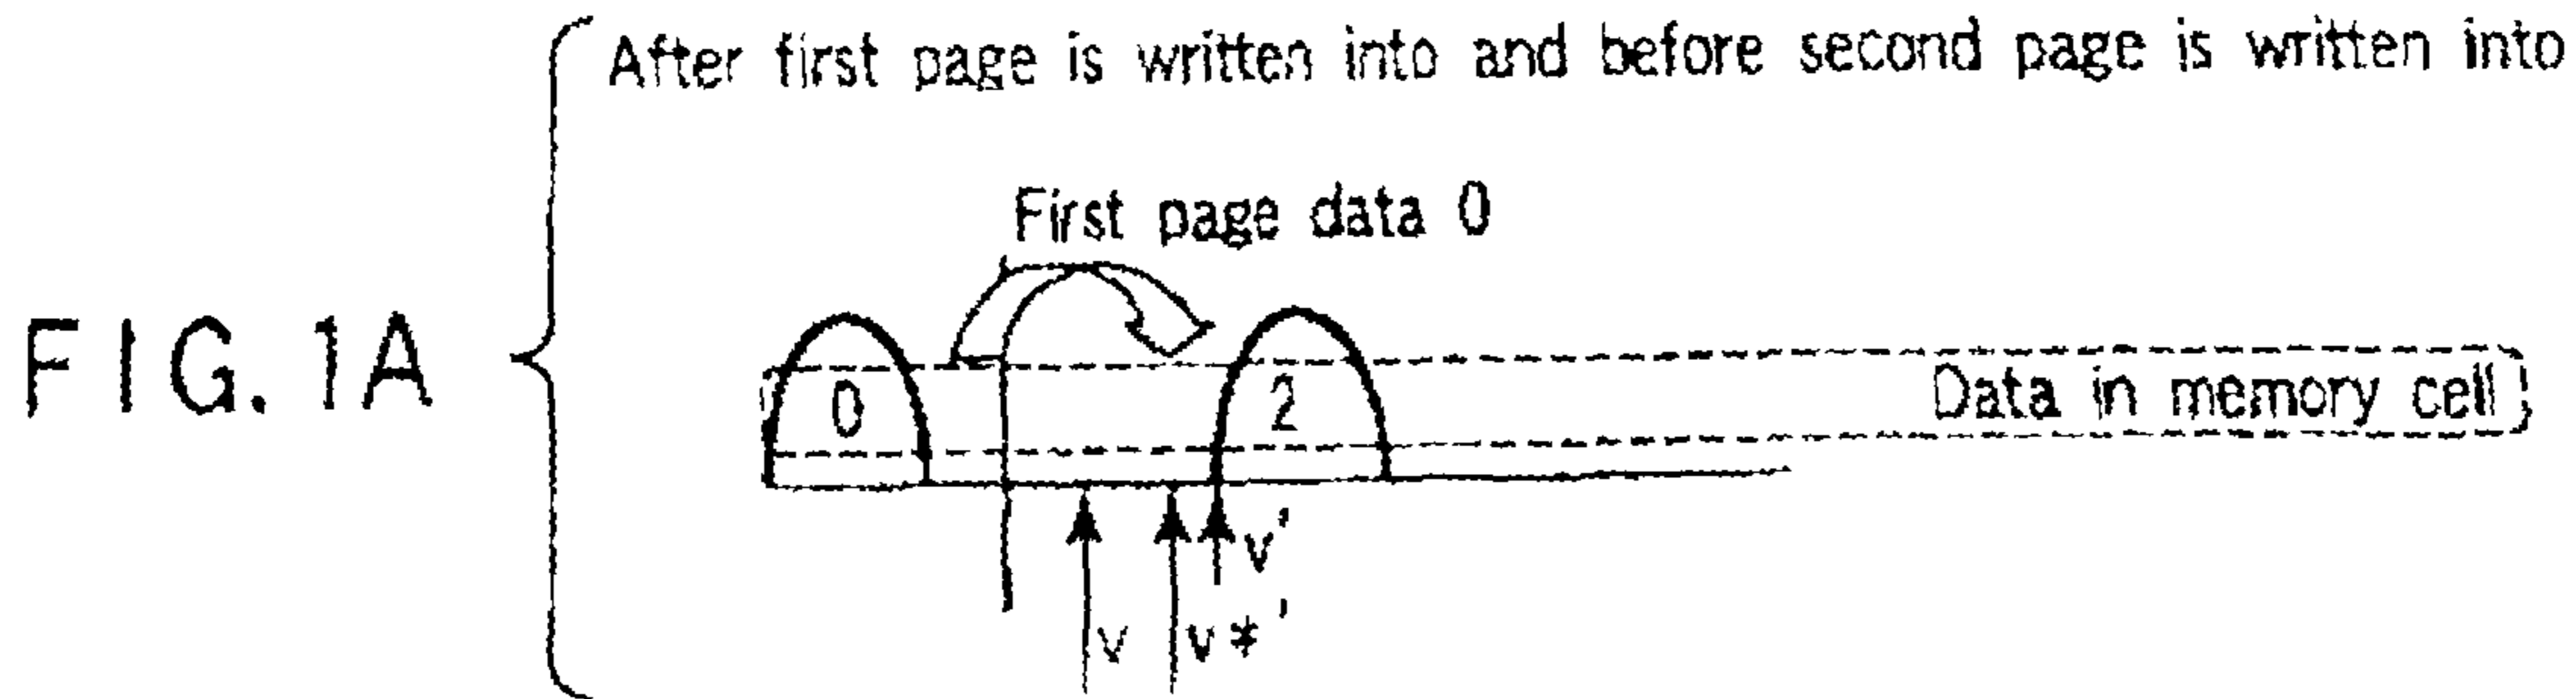 After first page is written into and before second page is written into
First page data 0
FIG. 1A
0 2 Data in memory cell
v'
v v*'